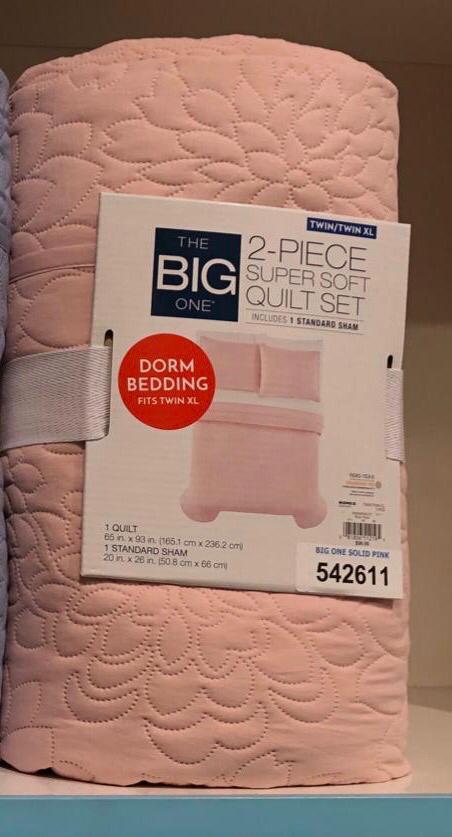 TWIN/TWIN XL
THE
BIG
ONE
2-PIECE
SUPER SOFT
QUILT SET
INCLUDES 1 STANDARD SHAM
DORM
BEDDING
FITS TWIN XL
1 QUILT
65 in. x 93 in. (165.1 cm x 236.2 cm)
1 STANDARD SHAM
20 in. x 26 in. (50.8 cm x 66 cm)
BIG ONE SOLID PINK
542611